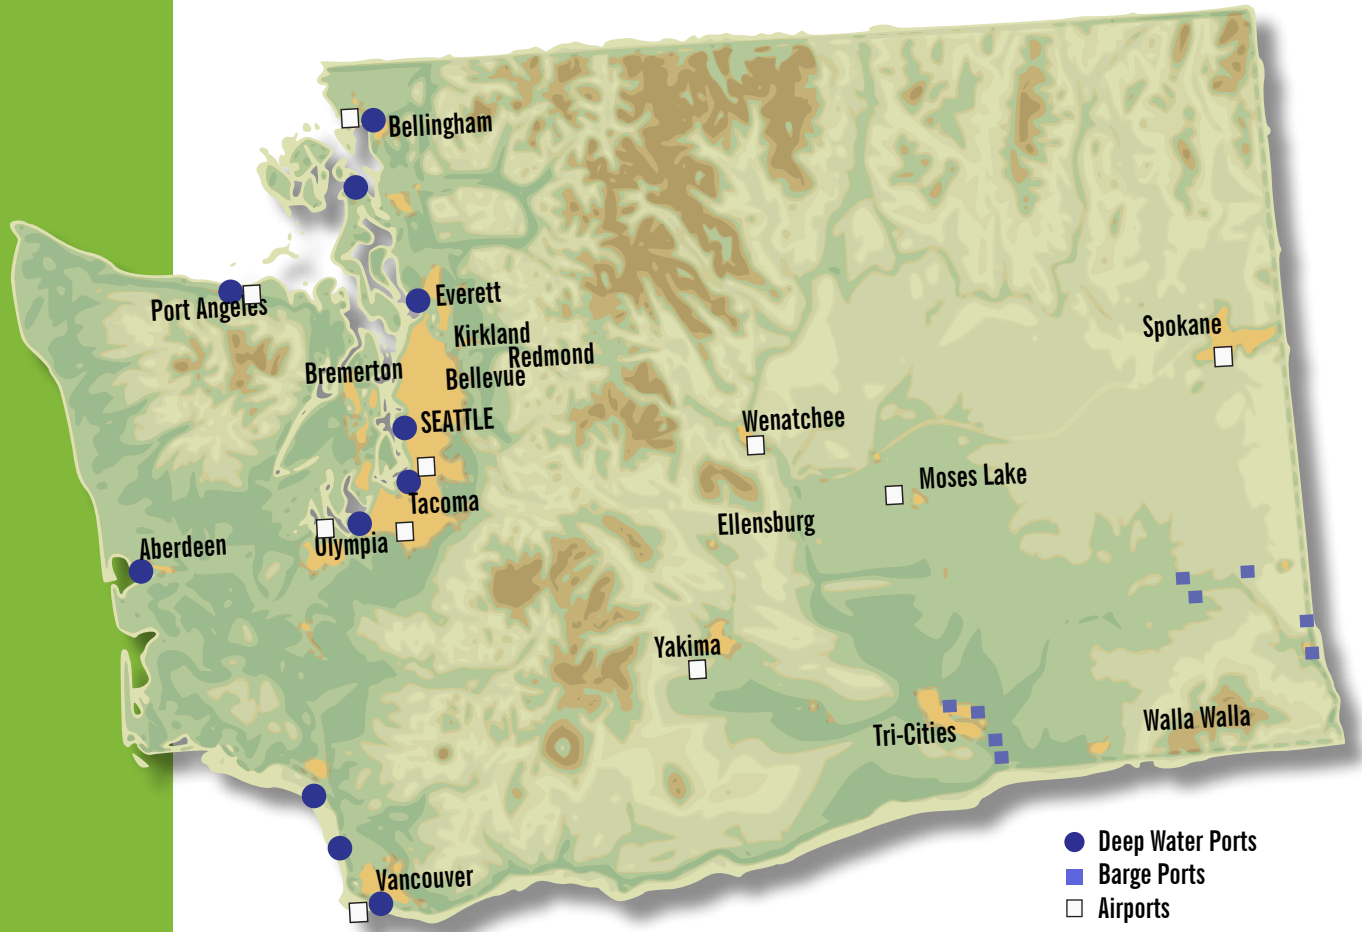 Bellingham
Port Angeles
Everett
Kirkland
Redmond
Bremerton
Bellevue
SEATTLE
Spokane
Wenatchee
Moses Lake
Tacoma
Ellensburg
Olympia
Aberdeen
Yakima
Tri-Cities
Walla Walla
Vancouver
Deep Water Ports
Barge Ports
Airports